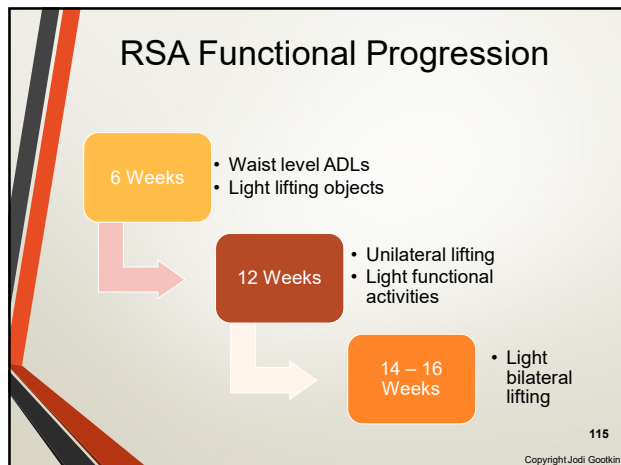 RSA Functional Progression
6 Weeks
• Waist level ADLs
• Light lifting objects
12 Weeks
• Unilateral lifting
• Light functional
activities
14 – 16
Weeks
• Light
bilateral
lifting
115
Copyright Jodi Gootkin